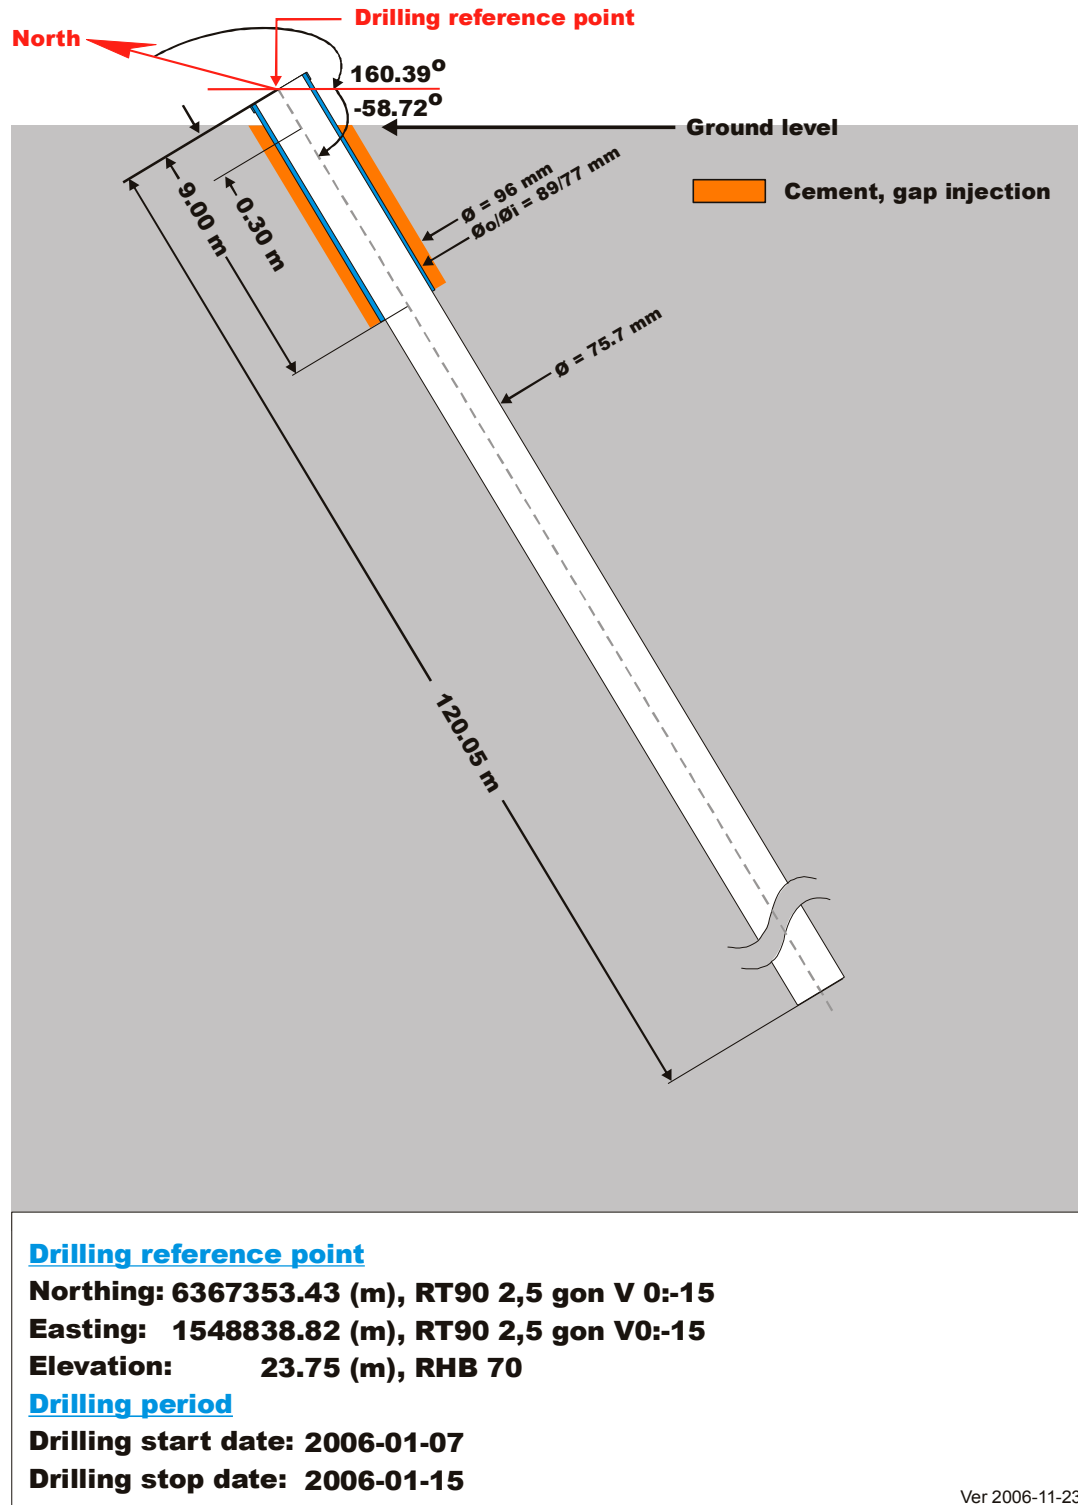 Drilling reference point
North
160.39°
-58.72°
Ground level
Ø = 96 mm
Øo/Øi = 89/77 mm
Cement, gap injection
9.00 m
0.30 m
Ø = 75.7 mm
120.05 m
Drilling reference point
Northing: 6367353.43 (m), RT90 2,5 gon V 0:-15
Easting: 1548838.82 (m), RT90 2,5 gon V0:-15
Elevation: 23.75 (m), RHB 70
Drilling period
Drilling start date: 2006-01-07
Drilling stop date: 2006-01-15
Ver 2006-11-23